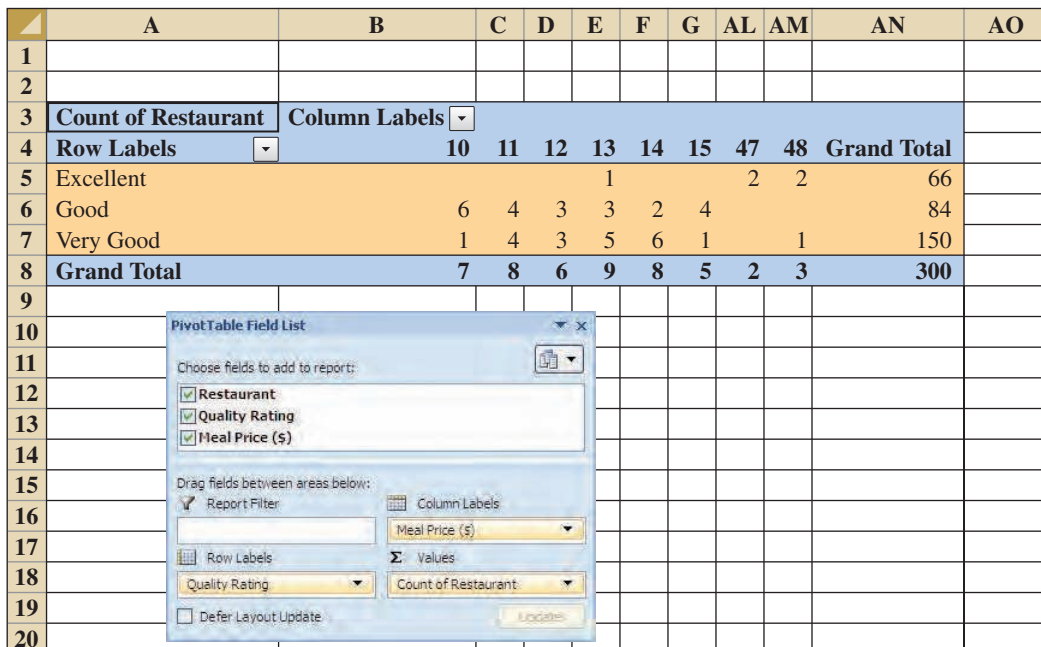 A B C D E F G AL AM AN AO
1
2
3 Count of Restaurant Column Labels
4 Row Labels 10 11 12 13 14 15 47 48 Grand Total
5 Excellent 1 2 2 66
6 Good 6 4 3 3 2 4 84
7 Very Good 1 4 3 5 6 1 1 150
8 Grand Total 7 8 6 9 8 5 2 3 300
9
10 PivotTable Field List
11 Choose fields to add to report:
12 Restaurant
13 Quality Rating
Meal Price ($)
14
15 Drag fields between areas below:
16 Report Filter Column Labels
Meal Price ($)
17
Row Labels Σ Values
18 Quality Rating Count of Restaurant
19 Defer Layout Update Update
20